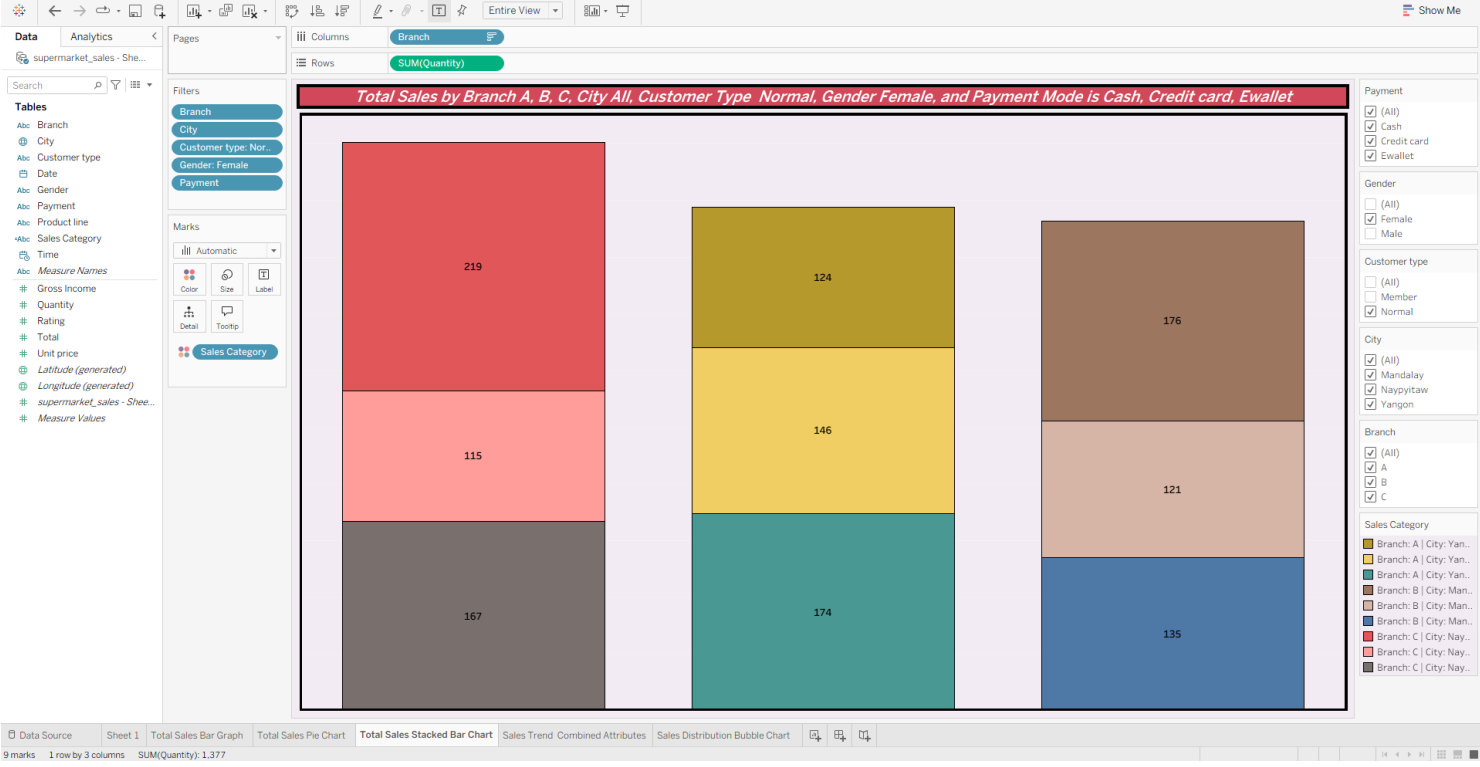 Entire View
Show Me
Data
Analytics
supermarket_sales - She...
Search
Tables
Abc Branch
City
Abc Customer type
Date
Abc Gender
Abc Payment
Abc Product line
Abc Sales Category
Time
Abc Measure Names
Gross Income
Quantity
Rating
Total
Unit price
Latitude (generated)
Longitude (generated)
supermarket_sales - Shee...
Measure Values
Pages
Filters
Branch
City
Customer type: Nor..
Gender: Female
Payment
Marks
Automatic
Color
Size
Label
Detail
Tooltip
Sales Category
Columns
Branch
Rows
SUM(Quantity)
Total Sales by Branch A, B, C, City All, Customer Type Normal, Gender Female, and Payment Mode is Cash, Credit card, Ewallet
219
115
167
124
146
174
176
121
135
Payment
(All)
Cash
Credit card
Ewallet
Gender
(All)
Female
Male
Customer type
(All)
Member
Normal
City
(All)
Mandalay
Naypyitaw
Yangon
Branch
(All)
A
B
C
Sales Category
Branch: A | City: Yan..
Branch: A | City: Yan..
Branch: A | City: Yan..
Branch: B | City: Man..
Branch: B | City: Man..
Branch: B | City: Man..
Branch: C | City: Nay..
Branch: C | City: Nay..
Branch: C | City: Nay..
Data Source
Sheet 1
Total Sales Bar Graph
Total Sales Pie Chart
Total Sales Stacked Bar Chart
Sales Trend Combined Attributes
Sales Distribution Bubble Chart
9 marks
1 row by 3 columns
SUM(Quantity): 1,377